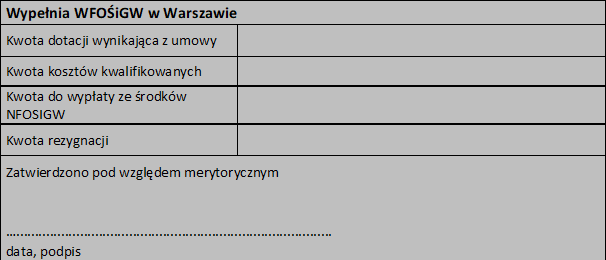 Wypełnia WFOŚiGW w Warszawie
Kwota dotacji wynikająca z umowy
Kwota kosztów kwalifikowanych
Kwota do wypłaty ze środków
NFOSIGW
Kwota rezygnacji
Zatwierdzono pod względem merytorycznym
……………………………………………………………………………
data, podpis